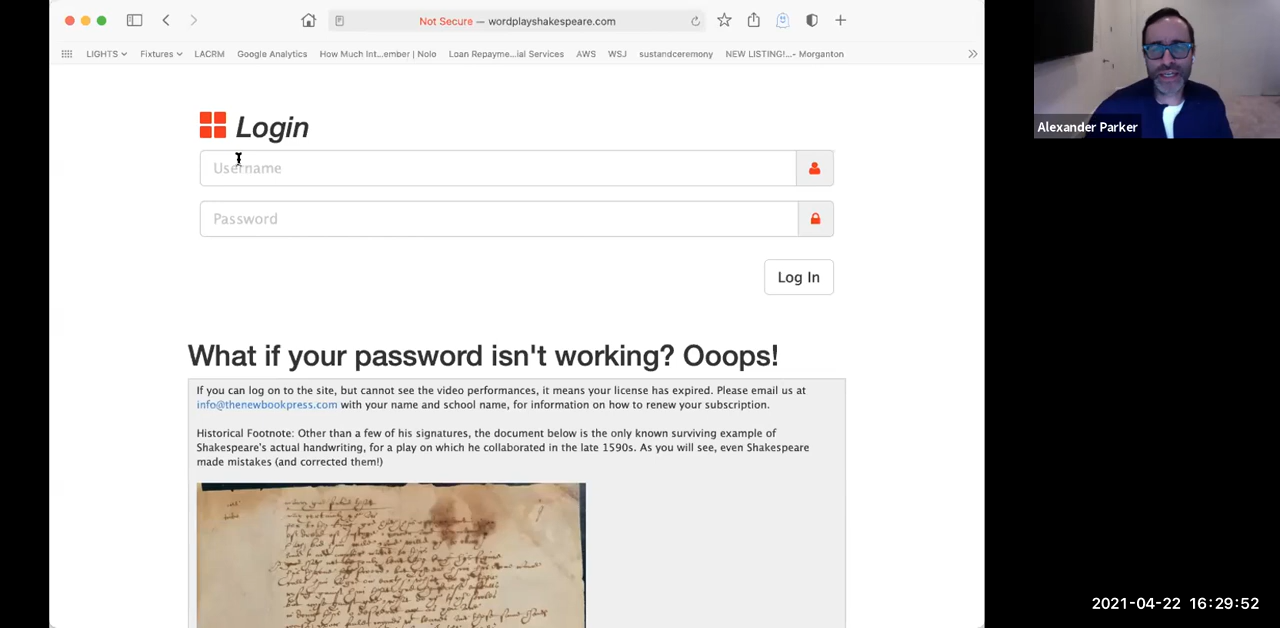 Not Secure — wordplayshakespeare.com
LIGHTS Fixtures LACRM Google Analytics How Much Int...ember | Nolo Loan Repayme...ial Services AWS WSJ sustandceremony NEW LISTING!...- Morganton
Alexander Parker
Login
Username
Password
Log In
What if your password isn't working? Ooops!
If you can log on to the site, but cannot see the video performances, it means your license has expired. Please email us at
info@thenewbookpress.com with your name and school name, for information on how to renew your subscription.
Historical Footnote: Other than a few of his signatures, the document below is the only known surviving example of
Shakespeare's actual handwriting, for a play on which he collaborated in the late 1590s. As you will see, even Shakespeare
made mistakes (and corrected them!)
2021-04-22 16:29:52